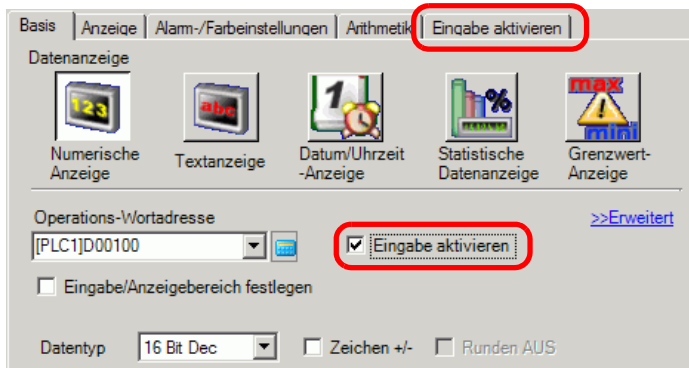 Basis Anzeige Alarm-/Farbeinstellungen Arithmetik Eingabe aktivieren
Datenanzeige
123 abc 1 % max mini
Numerische Anzeige
Textanzeige
Datum/Uhrzeit -Anzeige
Statistische Datenanzeige
Grenzwert- Anzeige
Operations-Wortadresse >>Erweitert
[PLC1]D00100 Eingabe aktivieren
Eingabe/Anzeigebereich festlegen
Datentyp 16 Bit Dec Zeichen +/- Runden AUS